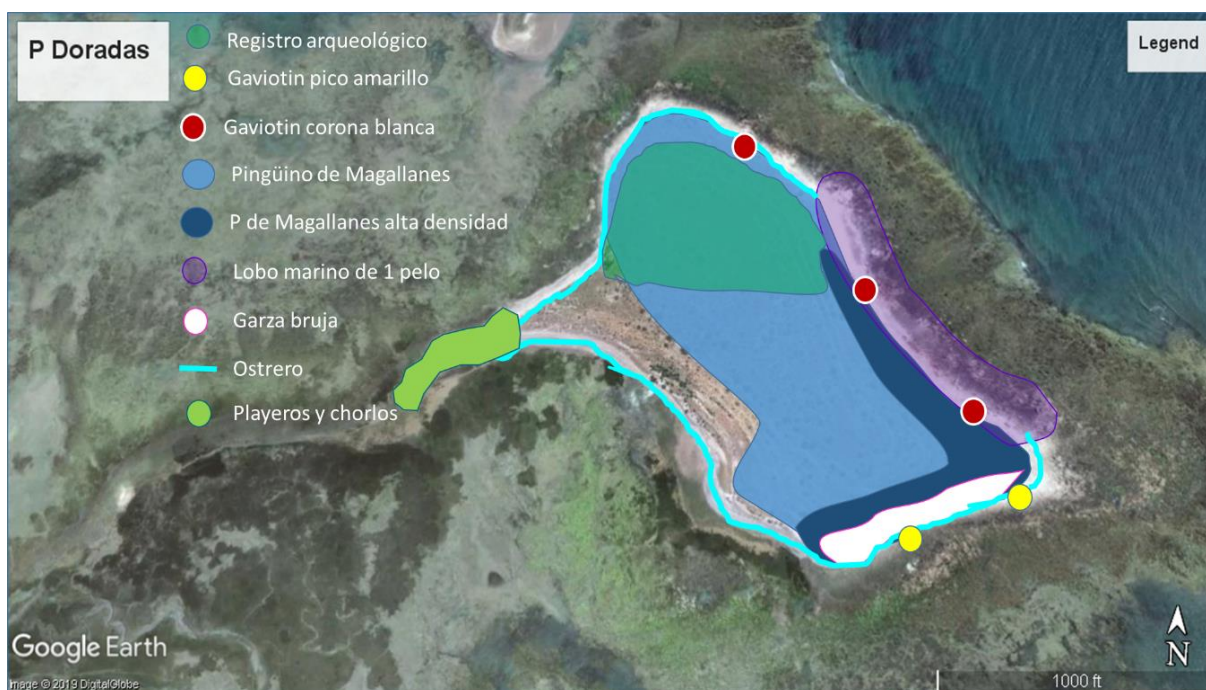 P Doradas
Legend
Registro arqueológico
Gaviotin pico amarillo
Gaviotin corona blanca
Pingüino de Magallanes
P de Magallanes alta densidad
Lobo marino de 1 pelo
Garza bruja
Ostrero
Playeros y chorlos
Google Earth
Image © 2019 DigitalGlobe
N
1000 ft